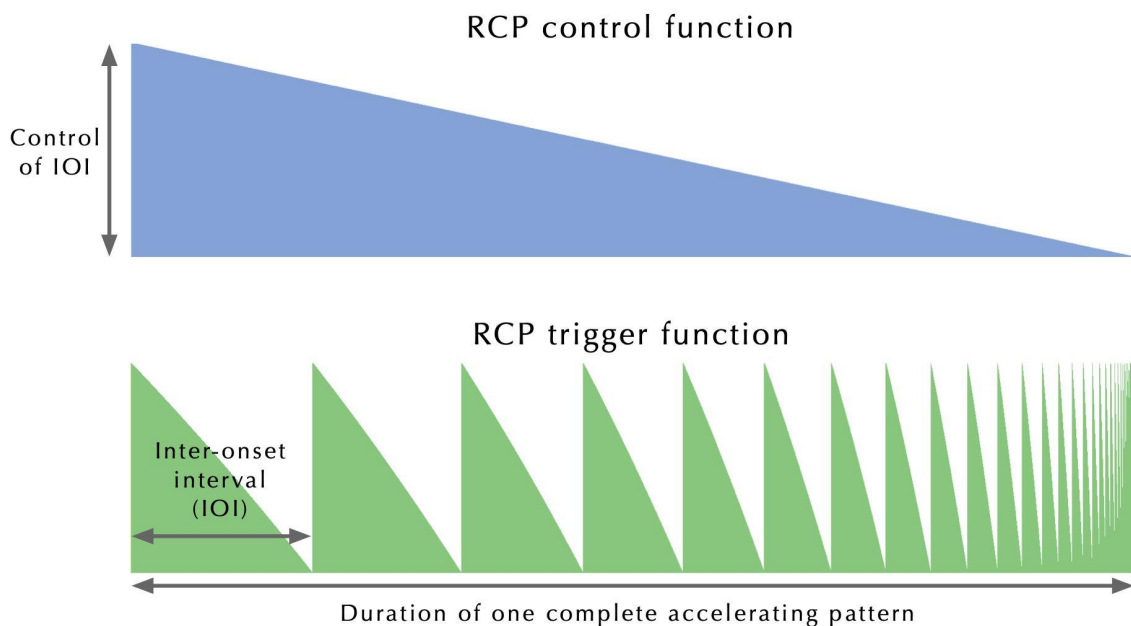 RCP control function
Control
of IOI
RCP trigger function
Inter-onset
interval
(IOI)
Duration of one complete accelerating pattern